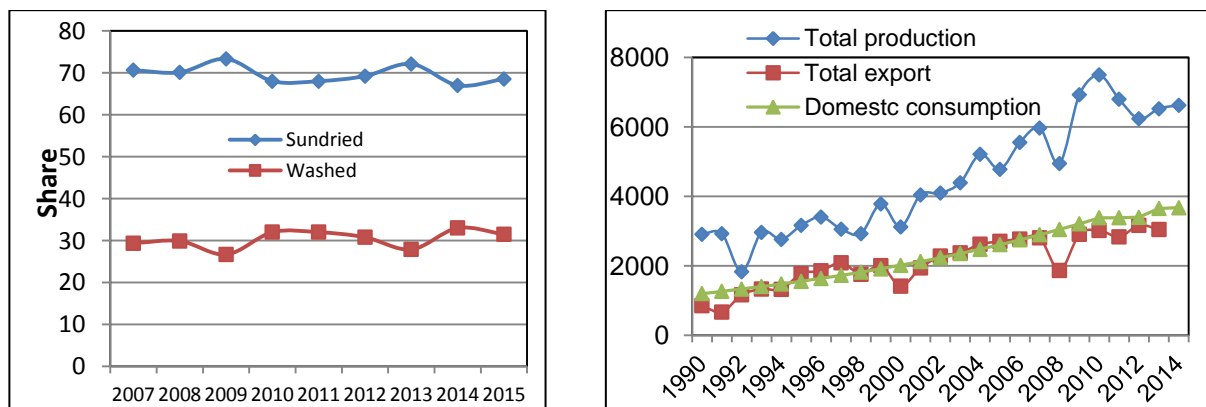 80
70
60
50
40
30
20
10
0
Share
Sundried
Washed
2007 2008 2009 2010 2011 2012 2013 2014 2015
Total production
Total export
Domestc consumption
8000
6000
4000
2000
0
1990 1992 1994 1996 1998 2000 2002 2004 2006 2008 2010 2012 2014